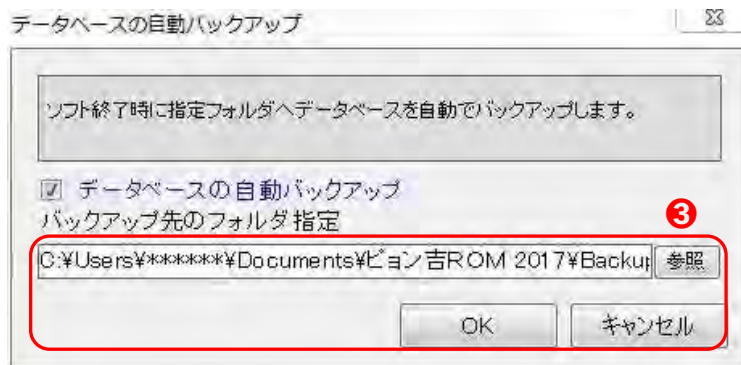 データベースの自動バックアップ
ソフト終了時に指定フォルダへデータベースを自動でバックアップします。
データベースの自動バックアップ
バックアップ先のフォルダ指定
❸
C:¥Users¥******¥Documents¥ピョン吉ROM 2017¥Backup 参照
OK キャンセル